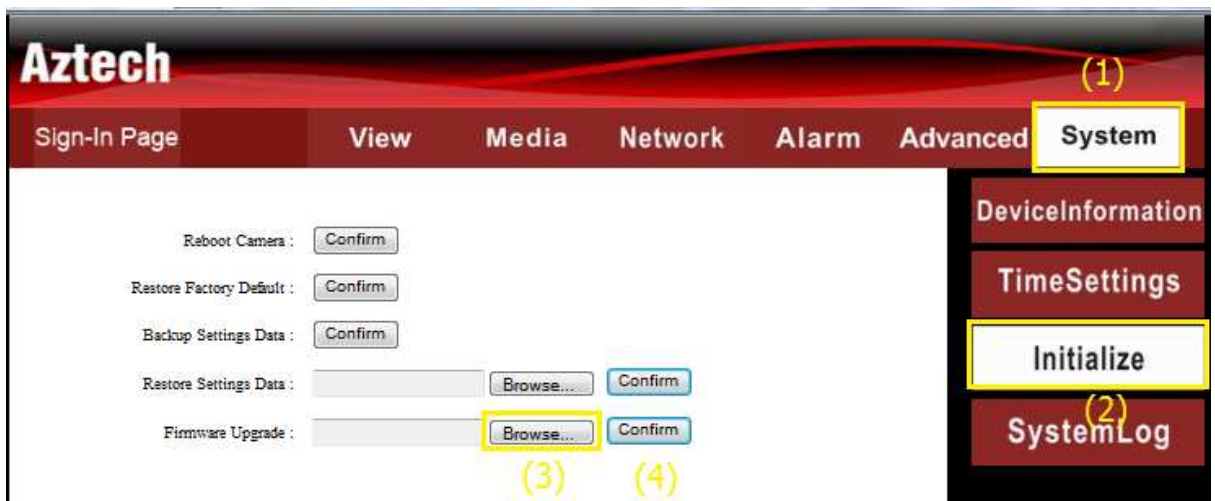 Aztech
(1)
Sign-In Page View Media Network Alarm Advanced System
DeviceInformation
Reboot Camera : Confirm
TimeSettings
Restore Factory Default : Confirm
Backup Settings Data : Confirm
Initialize
Restore Settings Data : Browse... Confirm
(2)
SystemLog
Firmware Upgrade : Browse... Confirm
(3) (4)